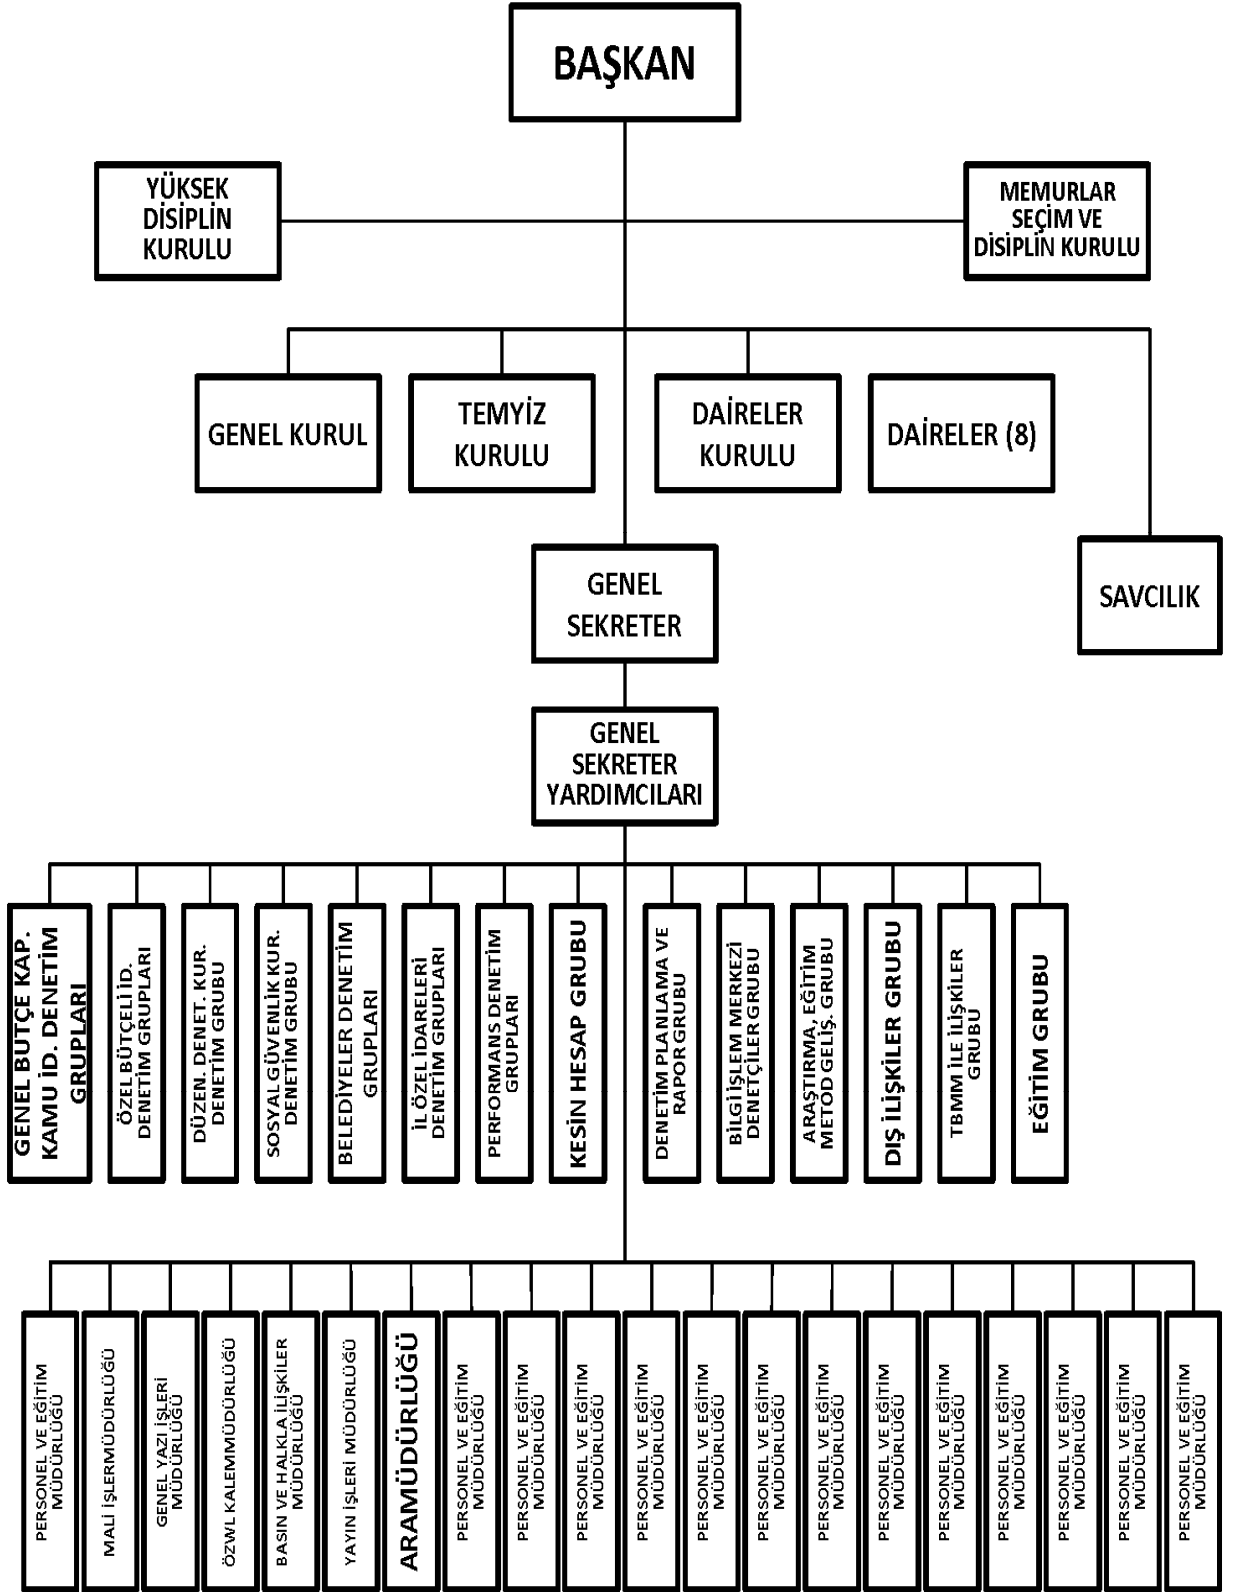 BAŞKAN
YÜKSEK
DİSİPLİN
KURULU
MEMURLAR
SEÇİM VE
DİSİPLİN KURULU
GENEL KURUL
TEMYİZ
KURULU
DAİRELER
KURULU
DAİRELER (8)
GENEL
SEKRETER
SAVCILIK
GENEL
SEKRETER
YARDIMCILARI
GENEL BUTÇE KAP.
KAMU İD. DENETİM
GRUPLARI
ÖZEL BÜTÇELİ İD.
DENETİM GRUPLARI
DÜZEN. DENET. KUR.
DENETİM GRUBU
SOSYAL GÜVENLİK KUR.
DENETİM GRUBU
BELEDİYELER DENETİM
GRUPLARI
İL ÖZEL İDARELERİ
DENETİM GRUPLARI
PERFORMANS DENETİM
GRUPLARI
KESİN HESAP GRUBU
DENETİM PLANLAMA VE
RAPOR GRUBU
BİLGİ İŞLEM MERKEZİ
DENETÇİLER GRUBU
ARAŞTIRMA, EĞİTİM
METOD GELİŞ. GRUBU
DIŞ İLİŞKİLER GRUBU
TBMM İLE İLİŞKİLER
GRUBU
EĞİTİM GRUBU
PERSONEL VE EĞİTİM
MÜDÜRLÜĞÜ
MALİ İŞLERMÜDÜRLÜĞÜ
GENEL YAZI İŞLERİ
MÜDÜRLÜĞÜ
ÖZWL KALEMMÜDÜRLÜĞÜ
BASIN VE HALKLA İLİŞKİLER
MÜDÜRLÜĞÜ
YAYIN İŞLERİ MÜDÜRLÜĞÜ
ARAMÜDÜRLÜĞÜ
PERSONEL VE EĞİTİM
MÜDÜRLÜĞÜ
PERSONEL VE EĞİTİM
MÜDÜRLÜĞÜ
PERSONEL VE EĞİTİM
MÜDÜRLÜĞÜ
PERSONEL VE EĞİTİM
MÜDÜRLÜĞÜ
PERSONEL VE EĞİTİM
MÜDÜRLÜĞÜ
PERSONEL VE EĞİTİM
MÜDÜRLÜĞÜ
PERSONEL VE EĞİTİM
MÜDÜRLÜĞÜ
PERSONEL VE EĞİTİM
MÜDÜRLÜĞÜ
PERSONEL VE EĞİTİM
MÜDÜRLÜĞÜ
PERSONEL VE EĞİTİM
MÜDÜRLÜĞÜ
PERSONEL VE EĞİTİM
MÜDÜRLÜĞÜ
PERSONEL VE EĞİTİM
MÜDÜRLÜĞÜ
PERSONEL VE EĞİTİM
MÜDÜRLÜĞÜ